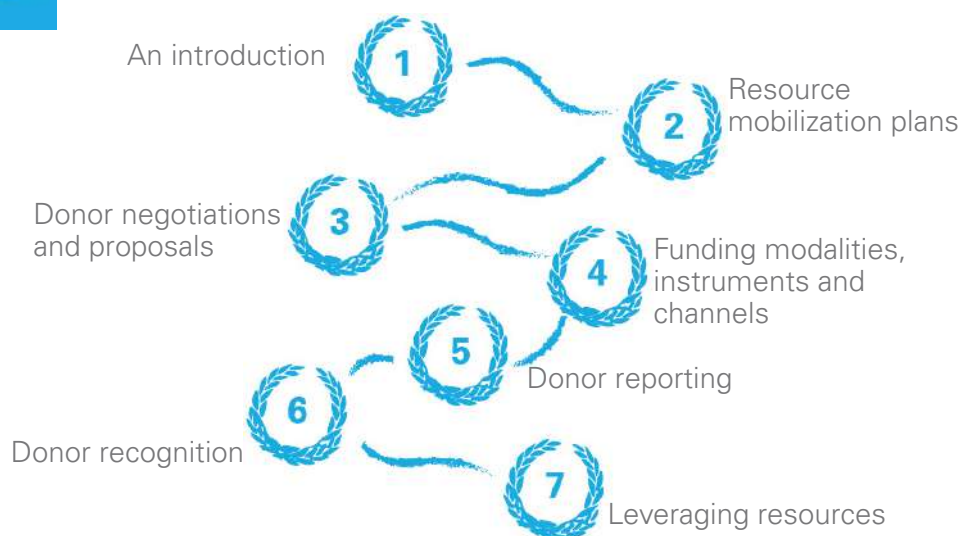 An introduction
1
2
Resource
mobilization plans
Donor negotiations
and proposals
3
4
Funding modalities,
instruments and
channels
5
Donor reporting
6
Donor recognition
7
Leveraging resources